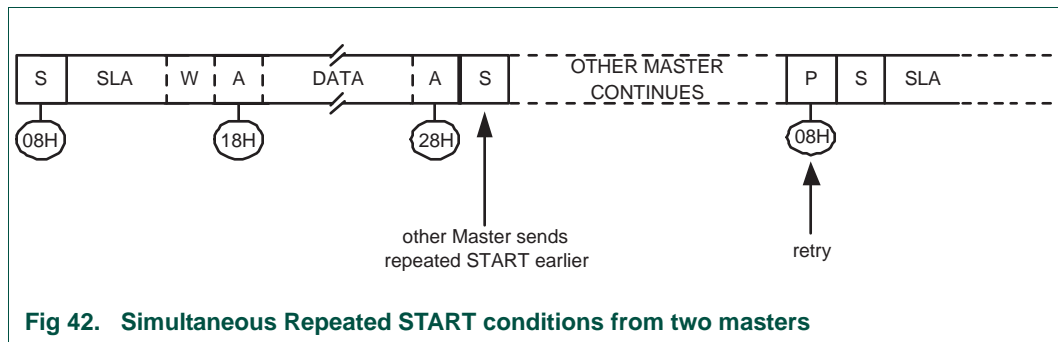 S SLA W A DATA A S OTHER MASTER CONTINUES P S SLA
08H 18H 28H 08H
other Master sends
repeated START earlier
retry
Fig 42. Simultaneous Repeated START conditions from two masters